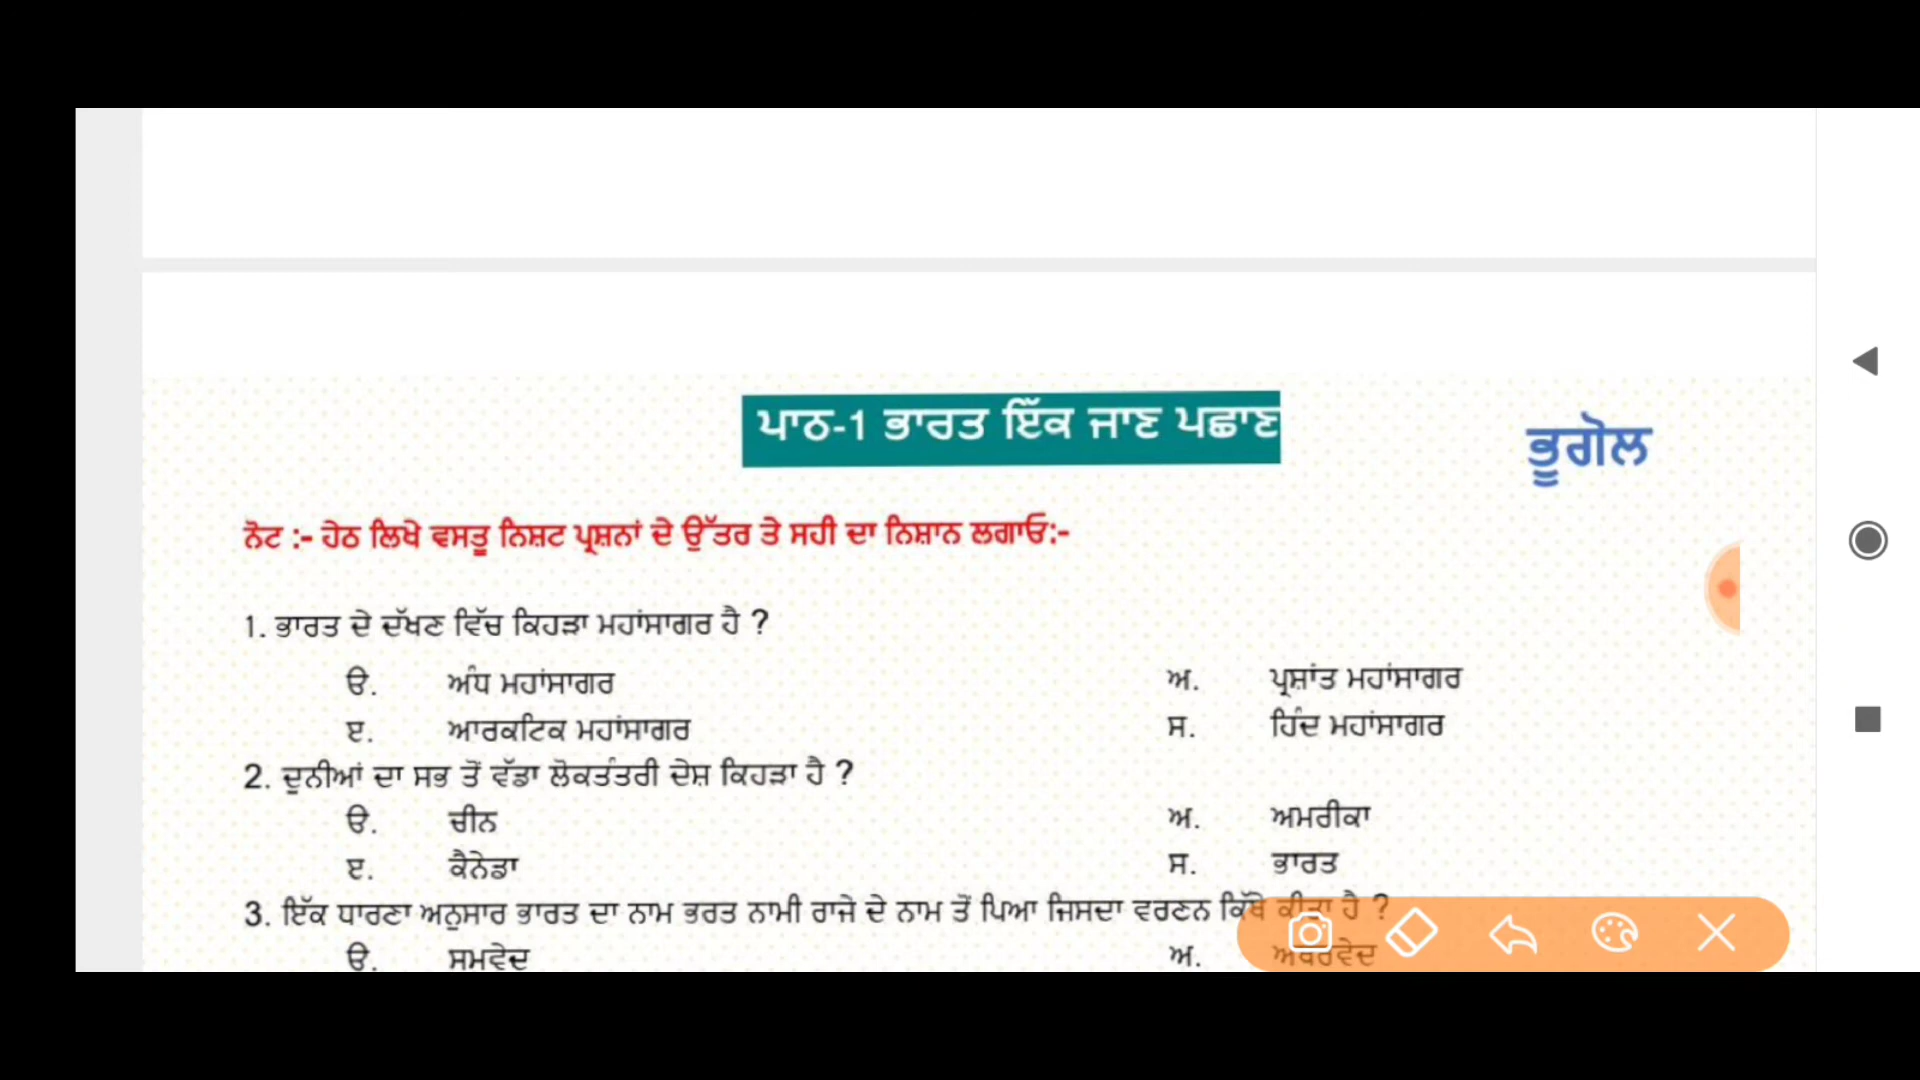 ਪਾਠ-1 ਭਾਰਤ ਇੱਕ ਜਾਣ ਪਛਾਣ
ਭੂਗੋਲ
ਨੋਟ :- ਹੇਠ ਲਿਖੇ ਵਸਤੂ ਨਿਸ਼ਟ ਪ੍ਰਸ਼ਨਾਂ ਦੇ ਉੱਤਰ ਤੇ ਸਹੀ ਦਾ ਨਿਸ਼ਾਨ ਲਗਾਓ:-
1. ਭਾਰਤ ਦੇ ਦੱਖਣ ਵਿੱਚ ਕਿਹੜਾ ਮਹਾਂਸਾਗਰ ਹੈ ?
ੳ. ਅੰਧ ਮਹਾਂਸਾਗਰ ਅ. ਪ੍ਰਸ਼ਾਂਤ ਮਹਾਂਸਾਗਰ
ੲ. ਆਰਕਟਿਕ ਮਹਾਂਸਾਗਰ ਸ. ਹਿੰਦ ਮਹਾਂਸਾਗਰ
2. ਦੁਨੀਆਂ ਦਾ ਸਭ ਤੋਂ ਵੱਡਾ ਲੋਕਤੰਤਰੀ ਦੇਸ਼ ਕਿਹੜਾ ਹੈ ?
ੳ. ਚੀਨ ਅ. ਅਮਰੀਕਾ
ੲ. ਕੈਨੇਡਾ ਸ. ਭਾਰਤ
3. ਇੱਕ ਧਾਰਣਾ ਅਨੁਸਾਰ ਭਾਰਤ ਦਾ ਨਾਮ ਭਰਤ ਨਾਮੀ ਰਾਜੇ ਦੇ ਨਾਮ ਤੋਂ ਪਿਆ ਜਿਸਦਾ ਵਰਣਨ ਕਿੱਥੇ ਕੀਤਾ ਹੈ ?
ੳ. ਸਮਵੇਦ ਅ. ਅਥਰਵੇਦ